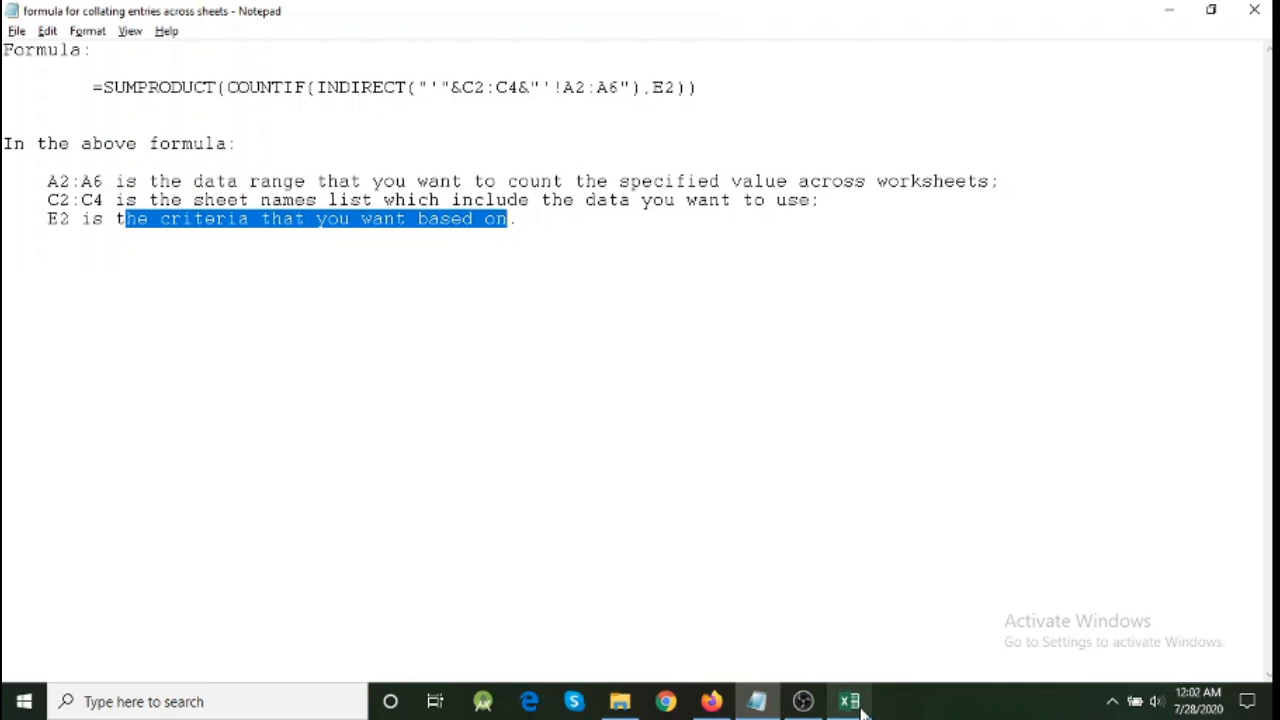 formula for collating entries across sheets - Notepad
File Edit Format View Help
Formula:
=SUMPRODUCT(COUNTIF(INDIRECT("'"&C2:C4&"'!A2:A6"),E2))
In the above formula:
A2:A6 is the data range that you want to count the specified value across worksheets;
C2:C4 is the sheet names list which include the data you want to use;
E2 is the criteria that you want based on.
Activate Windows
Go to Settings to activate Windows.
Type here to search
12:02 AM
7/28/2020